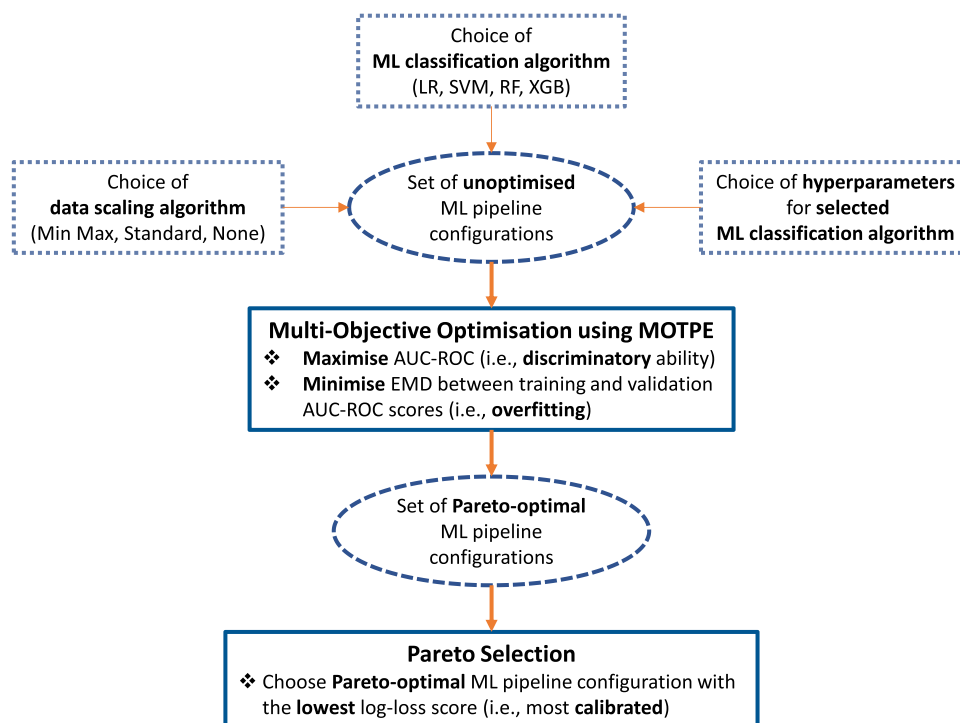 Choice of
ML classification algorithm
(LR, SVM, RF, XGB)
Choice of
data scaling algorithm
(Min Max, Standard, None)
Set of unoptimised
ML pipeline
configurations
Choice of hyperparameters
for selected
ML classification algorithm
Multi-Objective Optimisation using MOTPE
❖ Maximise AUC-ROC (i.e., discriminatory ability)
❖ Minimise EMD between training and validation
AUC-ROC scores (i.e., overfitting)
Set of Pareto-optimal
ML pipeline
configurations
Pareto Selection
❖ Choose Pareto-optimal ML pipeline configuration with
the lowest log-loss score (i.e., most calibrated)